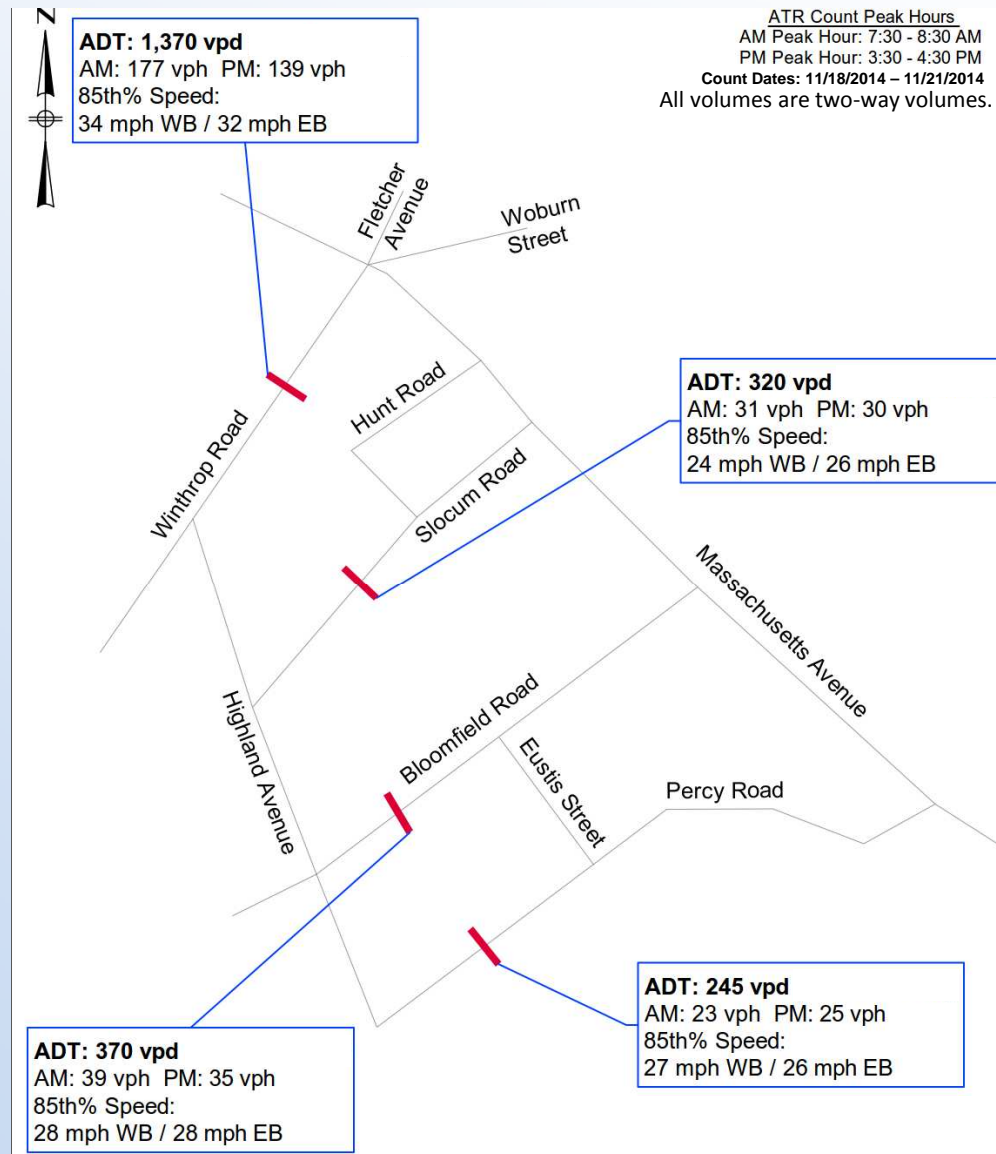 N
ADT: 1,370 vpd
AM: 177 vph PM: 139 vph
85th% Speed:
34 mph WB / 32 mph EB
ATR Count Peak Hours
AM Peak Hour: 7:30 - 8:30 AM
PM Peak Hour: 3:30 - 4:30 PM
Count Dates: 11/18/2014 – 11/21/2014
All volumes are two-way volumes.
Fletcher
Avenue
Woburn
Street
Hunt Road
Winthrop Road
Slocum Road
ADT: 320 vpd
AM: 31 vph PM: 30 vph
85th% Speed:
24 mph WB / 26 mph EB
Massachusetts Avenue
Highland Avenue
Bloomfield Road
Eustis Street
Percy Road
ADT: 245 vpd
AM: 23 vph PM: 25 vph
85th% Speed:
27 mph WB / 26 mph EB
ADT: 370 vpd
AM: 39 vph PM: 35 vph
85th% Speed:
28 mph WB / 28 mph EB